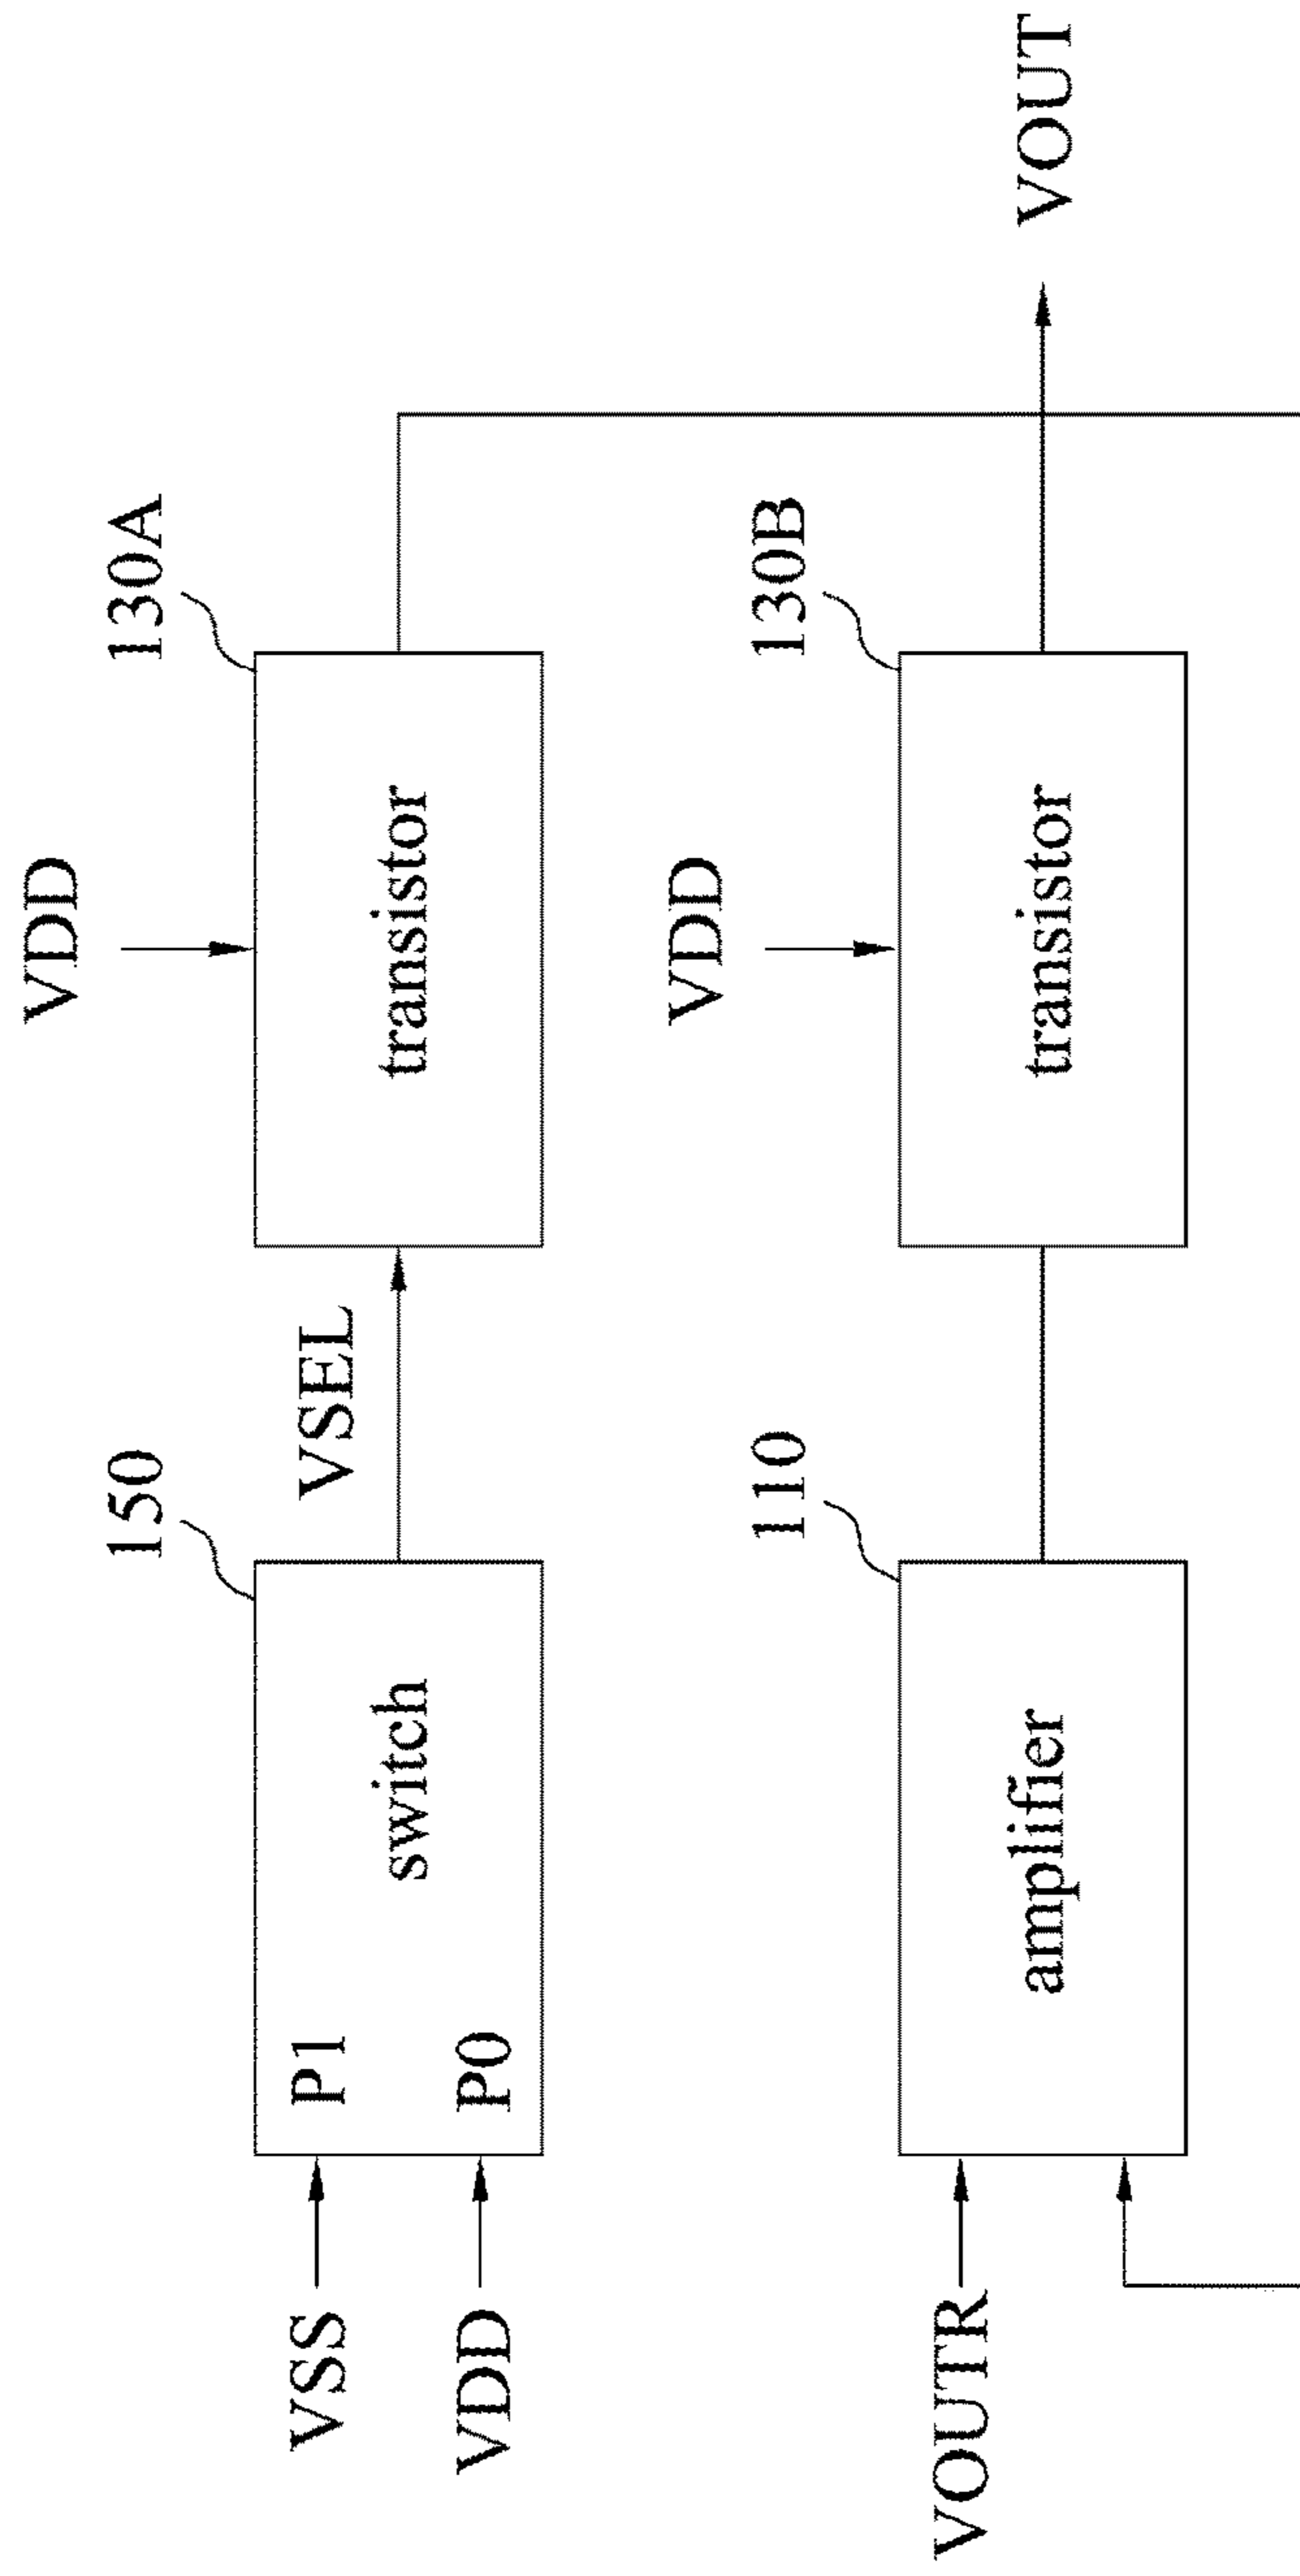 VDD
130A
150
VSS
P1
VSEL
switch
transistor
VDD
P0
VDD
130B
110
VOUTR
amplifier
transistor
VOUT